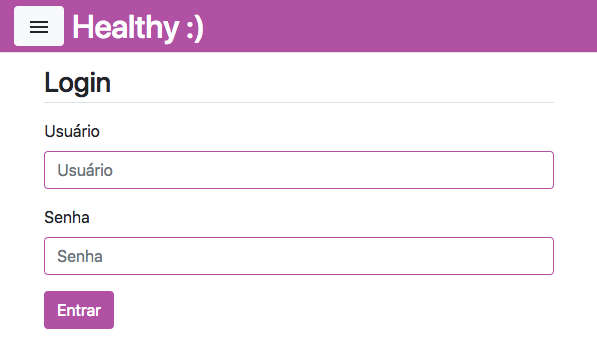 Healthy :)
Login
Usuário
Usuário
Senha
Senha
Entrar